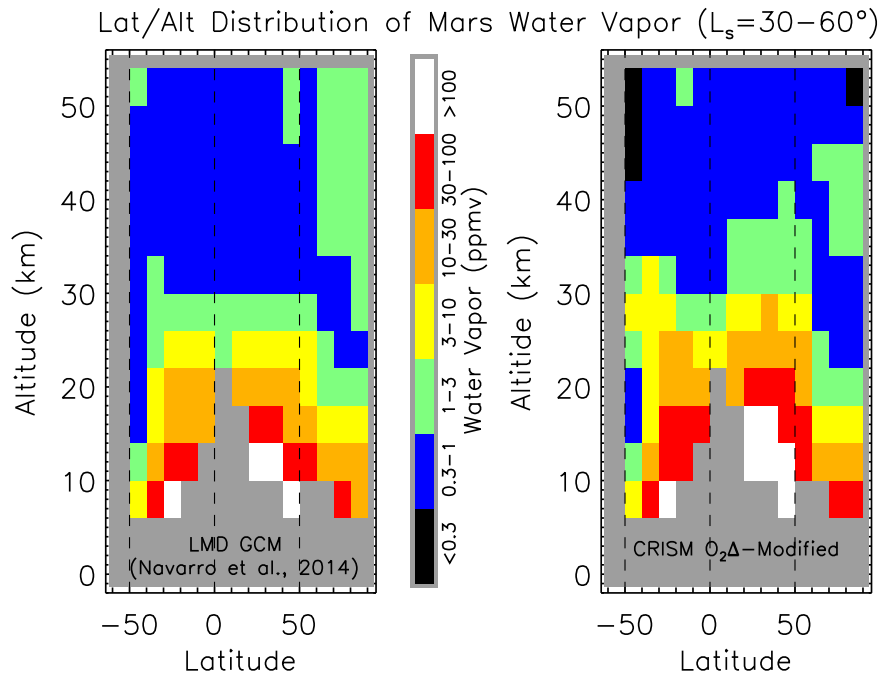 Lat/Alt Distribution of Mars Water Vapor (Lₛ=30−60°)
Altitude (km)
50
40
30
20
10
0
LMD GCM
(Navarro et al., 2014)
−50 0 50
Latitude
>100
30−100
10−30
3−10
1−3
0.3−1
<0.3
Water Vapor (ppmv)
Altitide (km)
50
40
30
20
10
0
CRISM O₂Δ−Modified
−50 0 50
Latitude